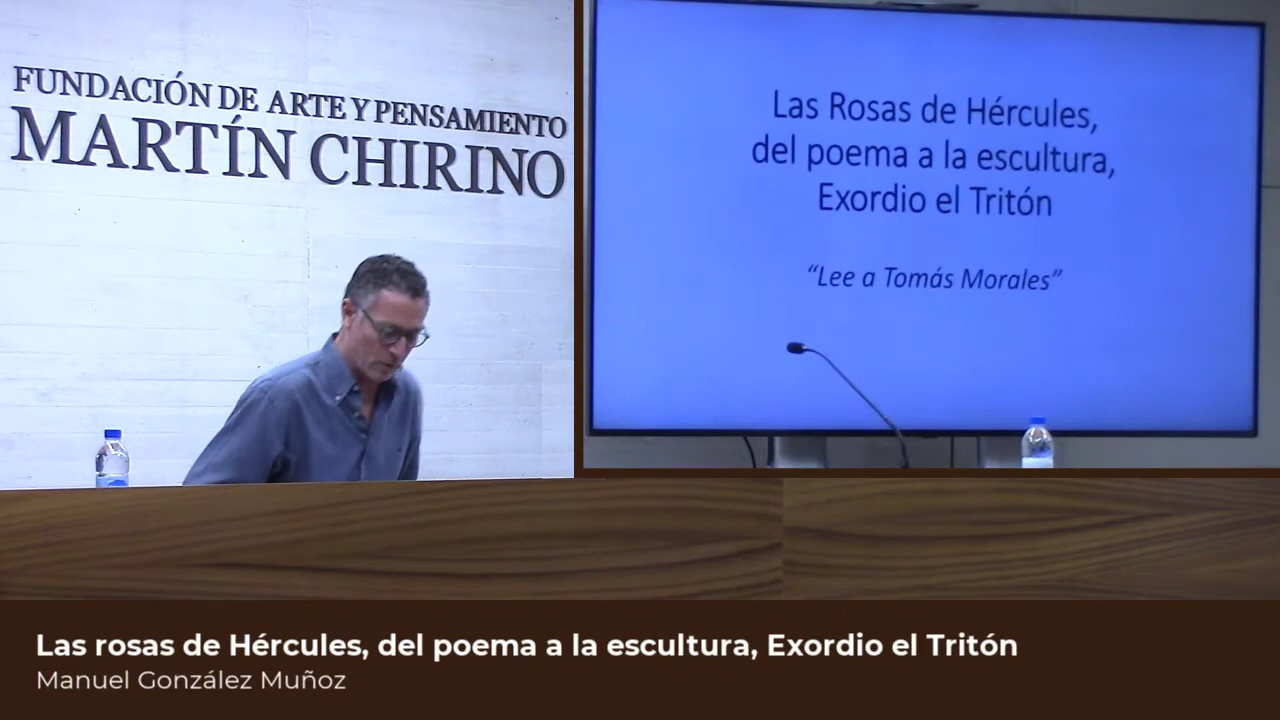 FUNDACIÓN DE ARTE Y PENSAMIENTO
MARTÍN CHIRINO
Las Rosas de Hércules,
del poema a la escultura,
Exordio el Tritón
“Lee a Tomás Morales”
Las rosas de Hércules, del poema a la escultura, Exordio el Tritón
Manuel González Muñoz